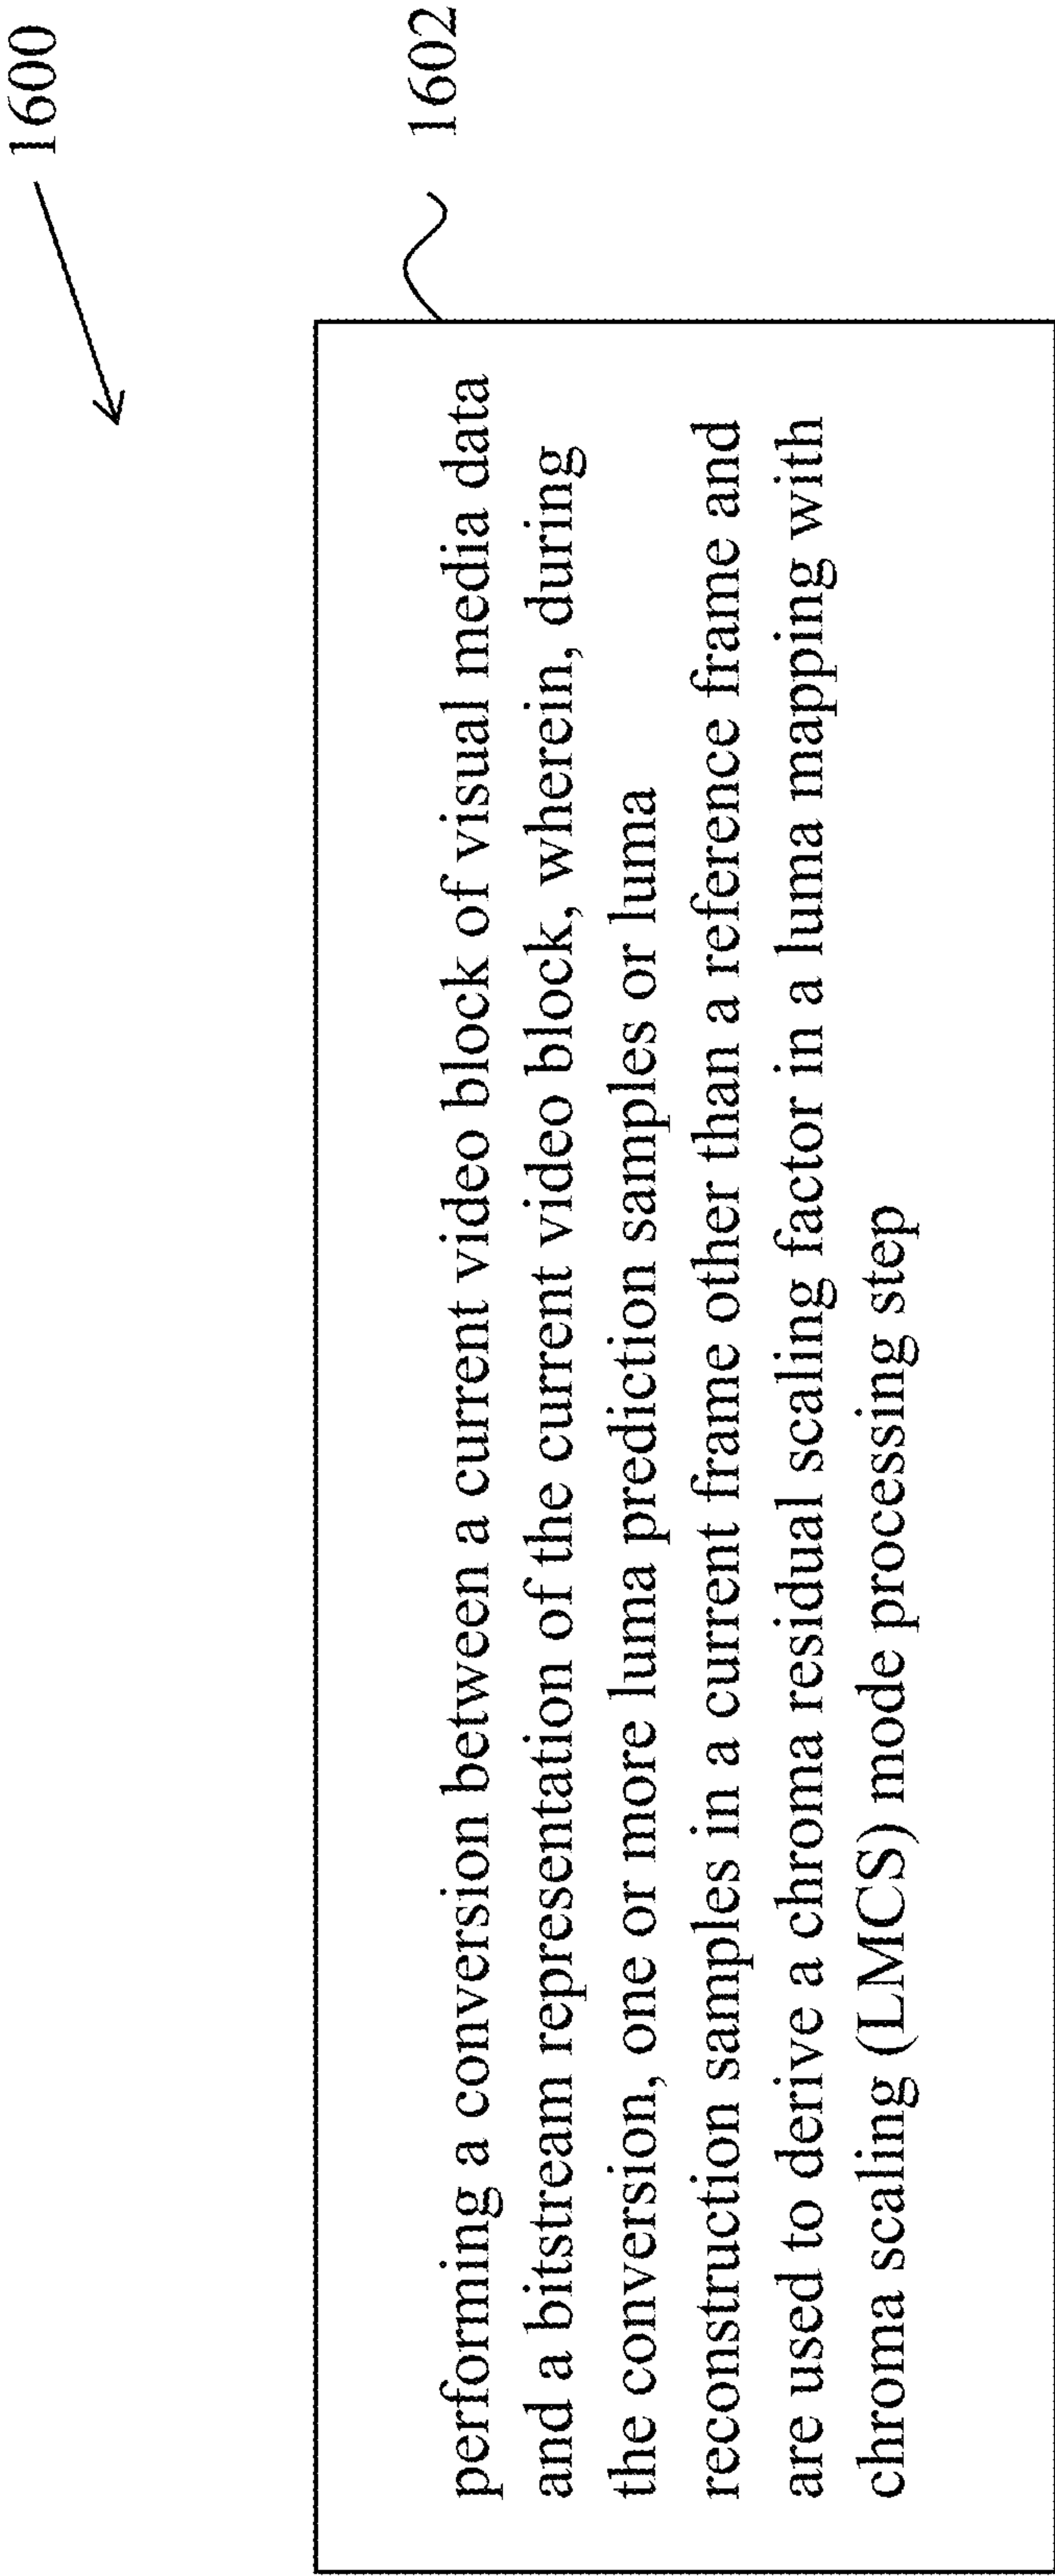 1600
1602
performing a conversion between a current video block of visual media data
and a bitstream representation of the current video block, wherein, during
the conversion, one or more luma prediction samples or luma
reconstruction samples in a current frame other than a reference frame and
are used to derive a chroma residual scaling factor in a luma mapping with
chroma scaling (LMCS) mode processing step